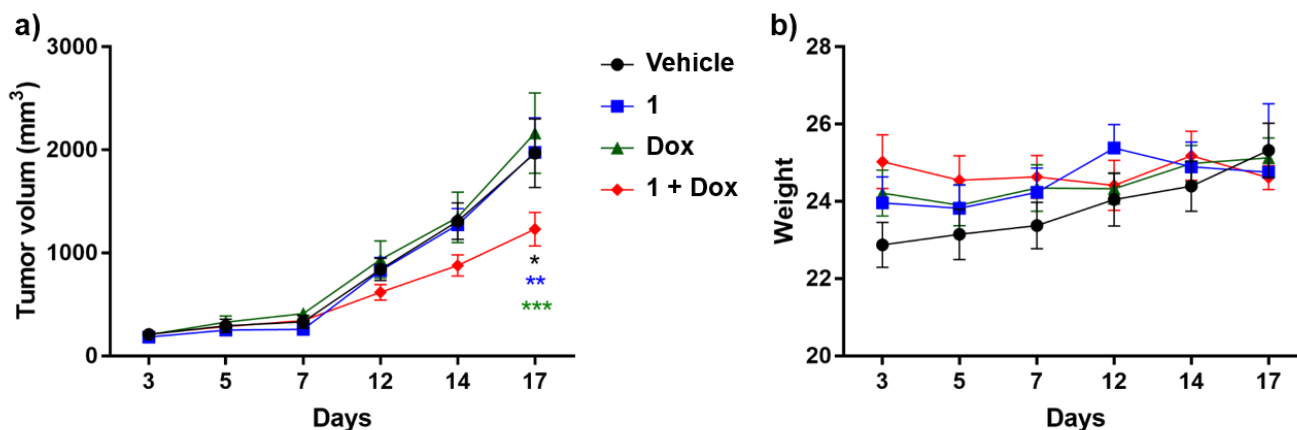 a)
Tumor volum (mm³)
3000
2000
1000
0
3 5 7 12 14 17
Days
*
**
***
Vehicle
1
Dox
1 + Dox
b)
Weight
28
26
24
22
20
3 5 7 12 14 17
Days